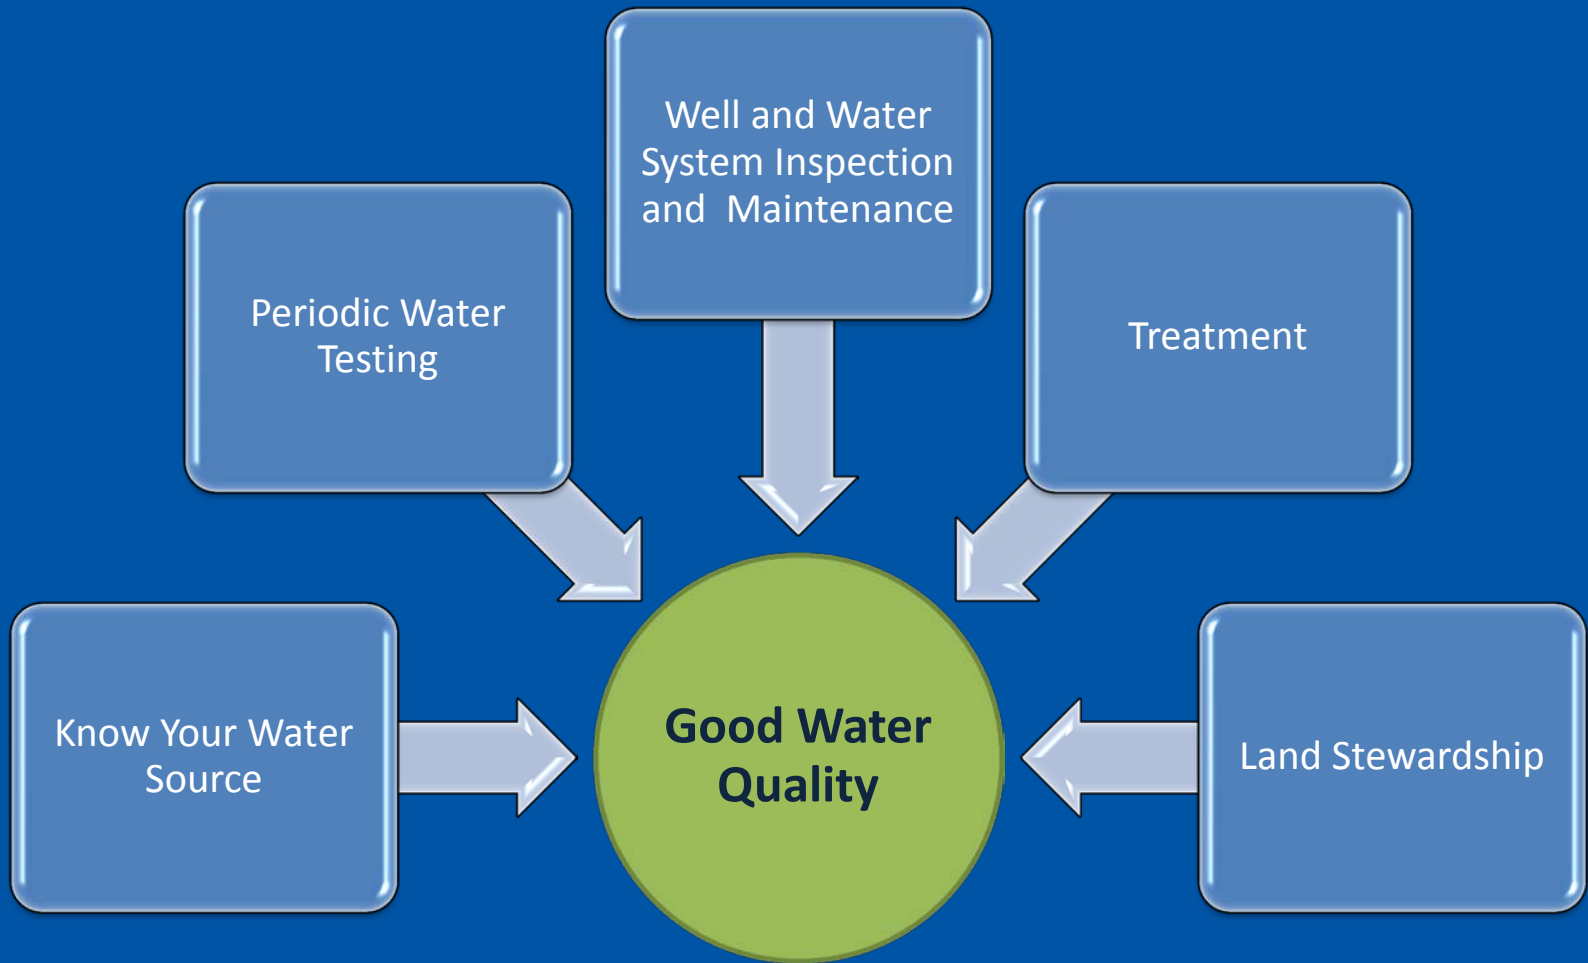 Well and Water
System Inspection
and  Maintenance
Periodic Water
Testing
Treatment
Know Your Water
Source
Good Water
Quality
Land Stewardship